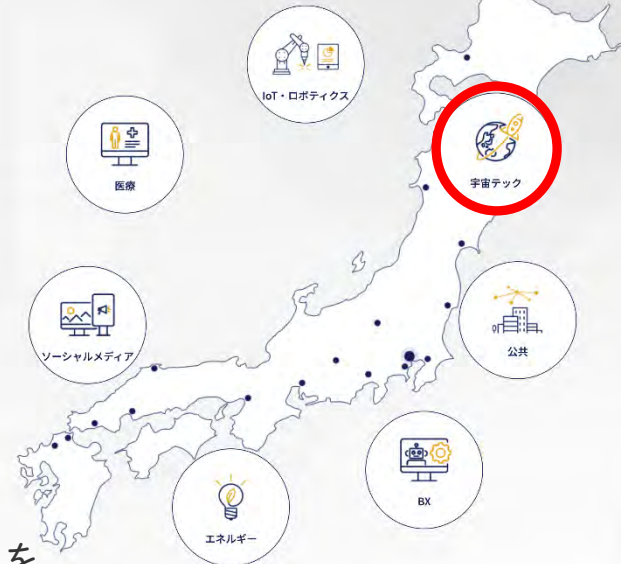 IoT・ロボティクス
宇宙テック
医療
ソーシャルメディア
公共
BX
エネルギー
を